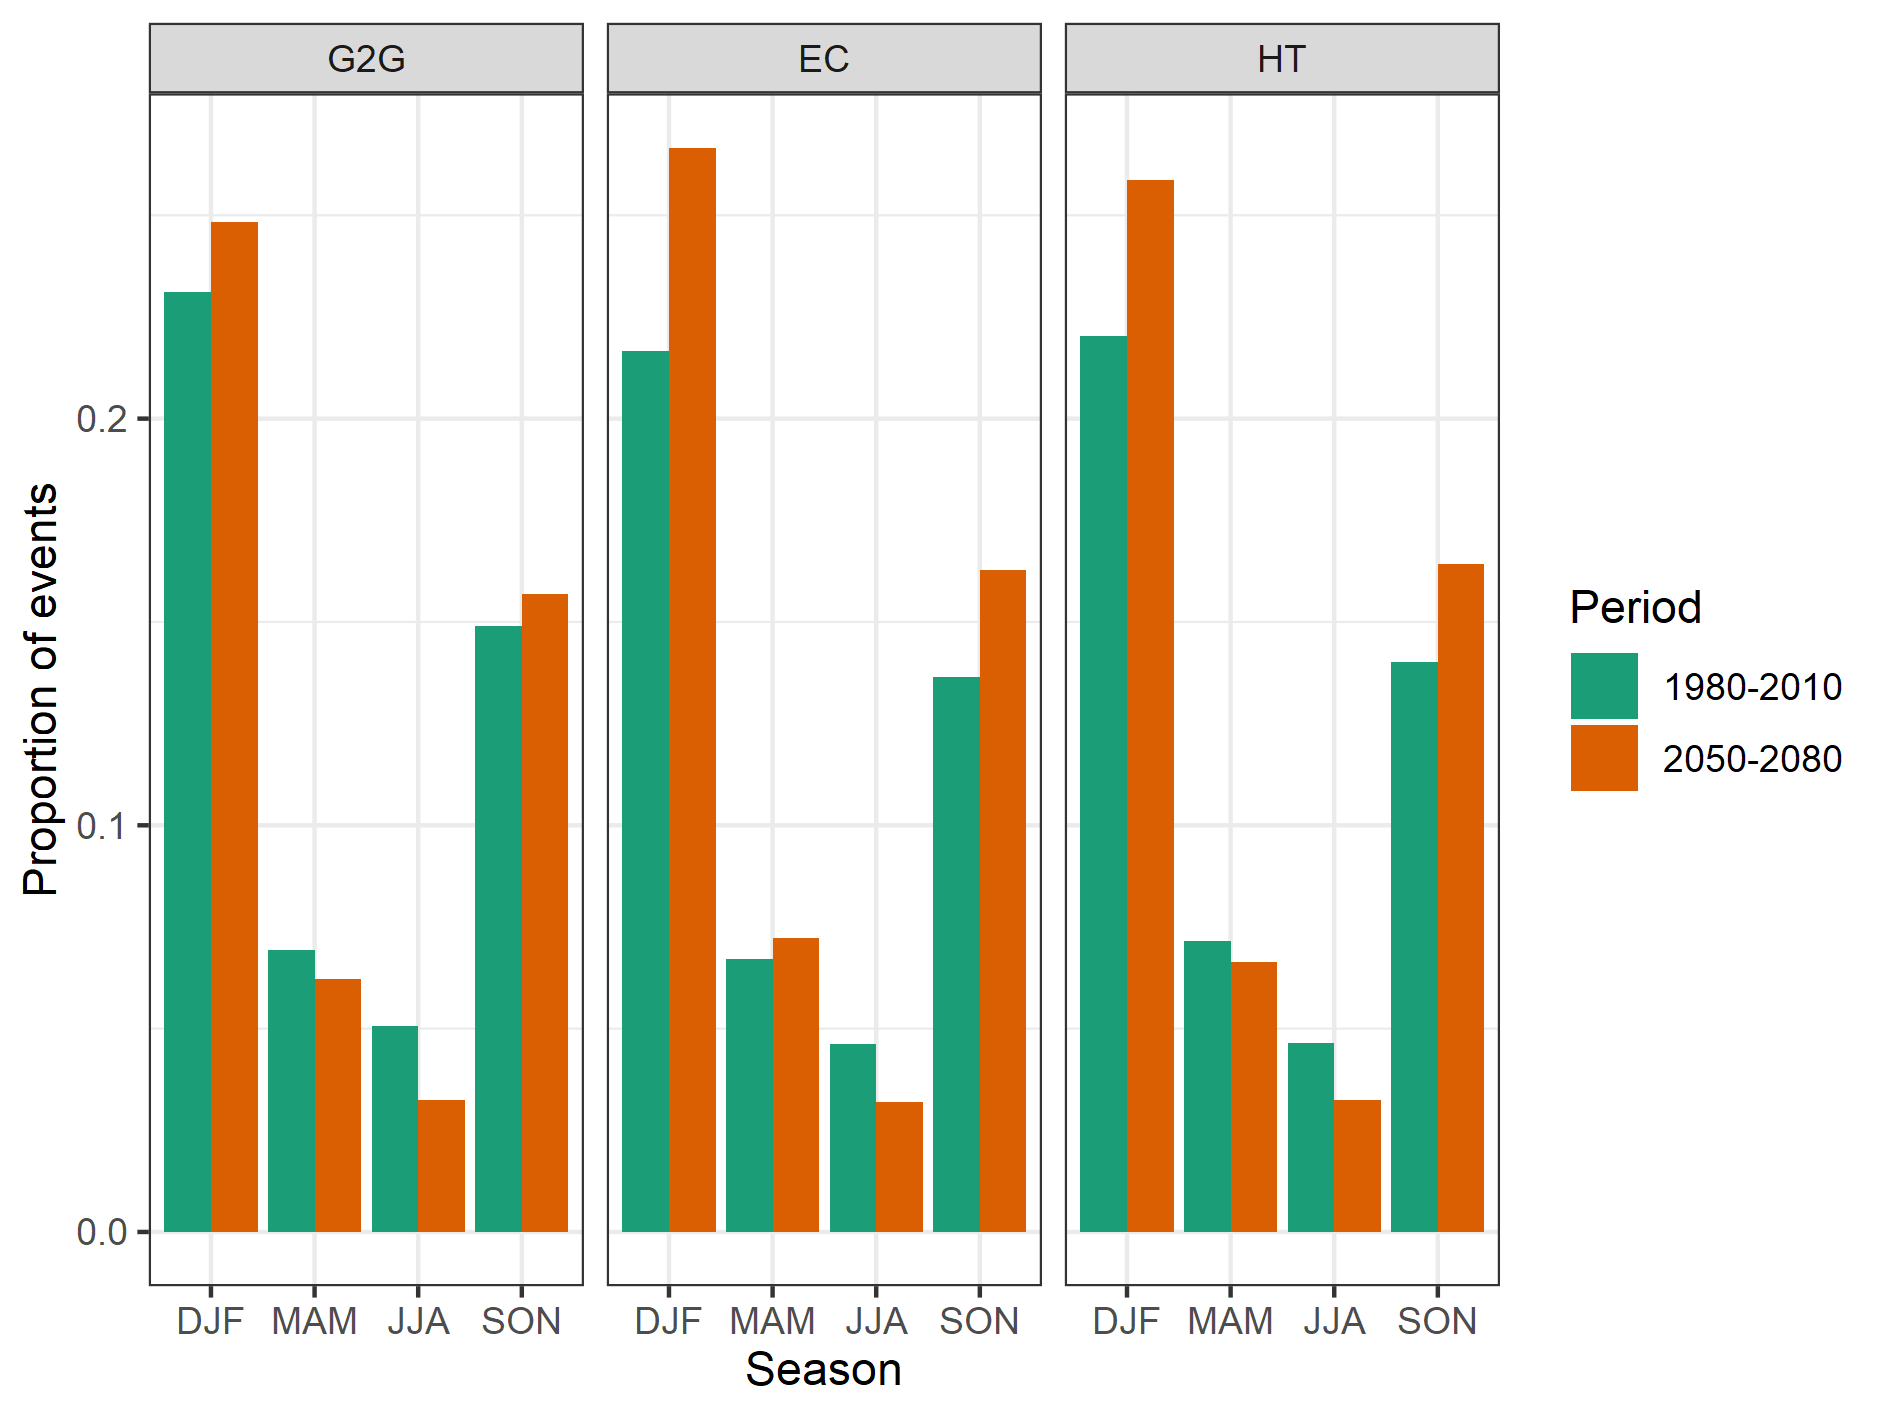 G2G EC HT
Proportion of events
0.2
0.1
0.0
DJF MAM JJA SON DJF MAM JJA SON DJF MAM JJA SON
Season
Period
1980-2010
2050-2080